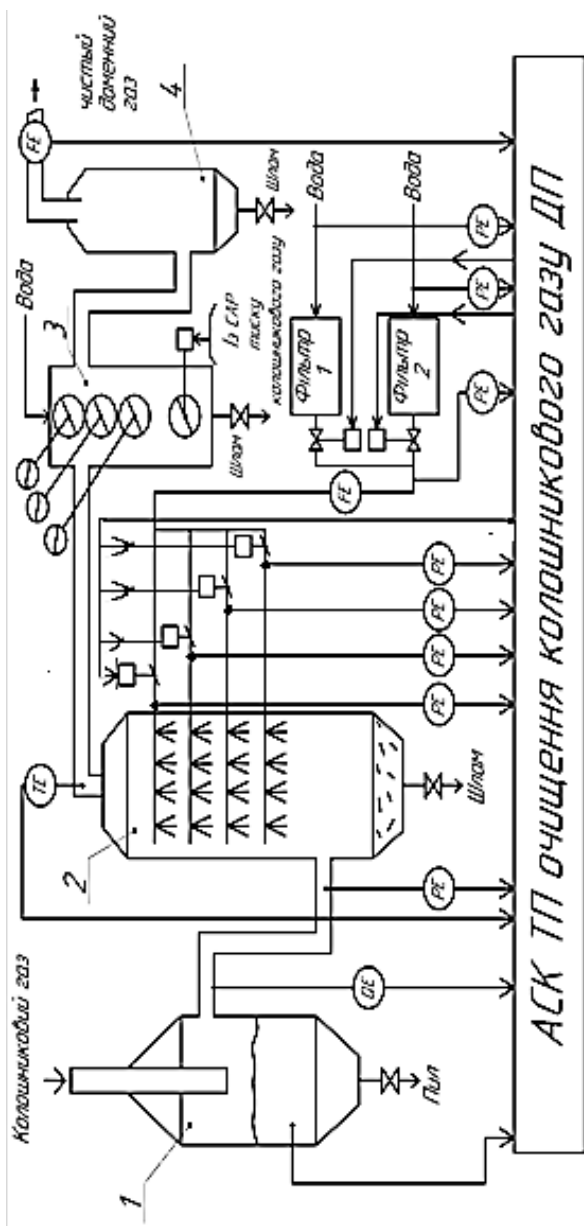 Колошниковий газ
1
Пил
QE
PE
2
TE
Шлам
PE
PE
PE
PE
FE
PE
PE
PE
Вода
3
Шлам
Із САР
тиску
колошникового газу
Фільтр
1
Фільтр
2
Вода
Вода
FE
чистый
доменний
газ
4
Шлам
АСК ТП очищення колошникового газу ДП